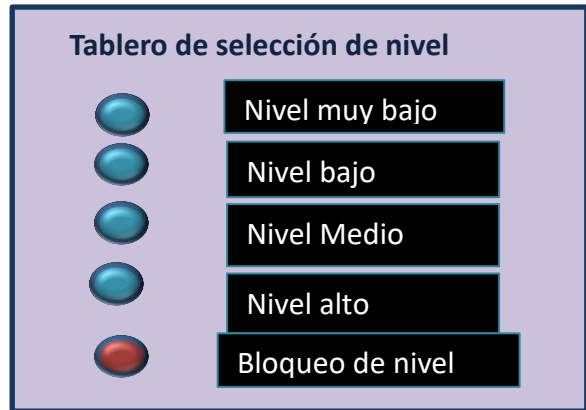 Tablero de selección de nivel
Nivel muy bajo
Nivel bajo
Nivel Medio
Nivel alto
Bloqueo de nivel